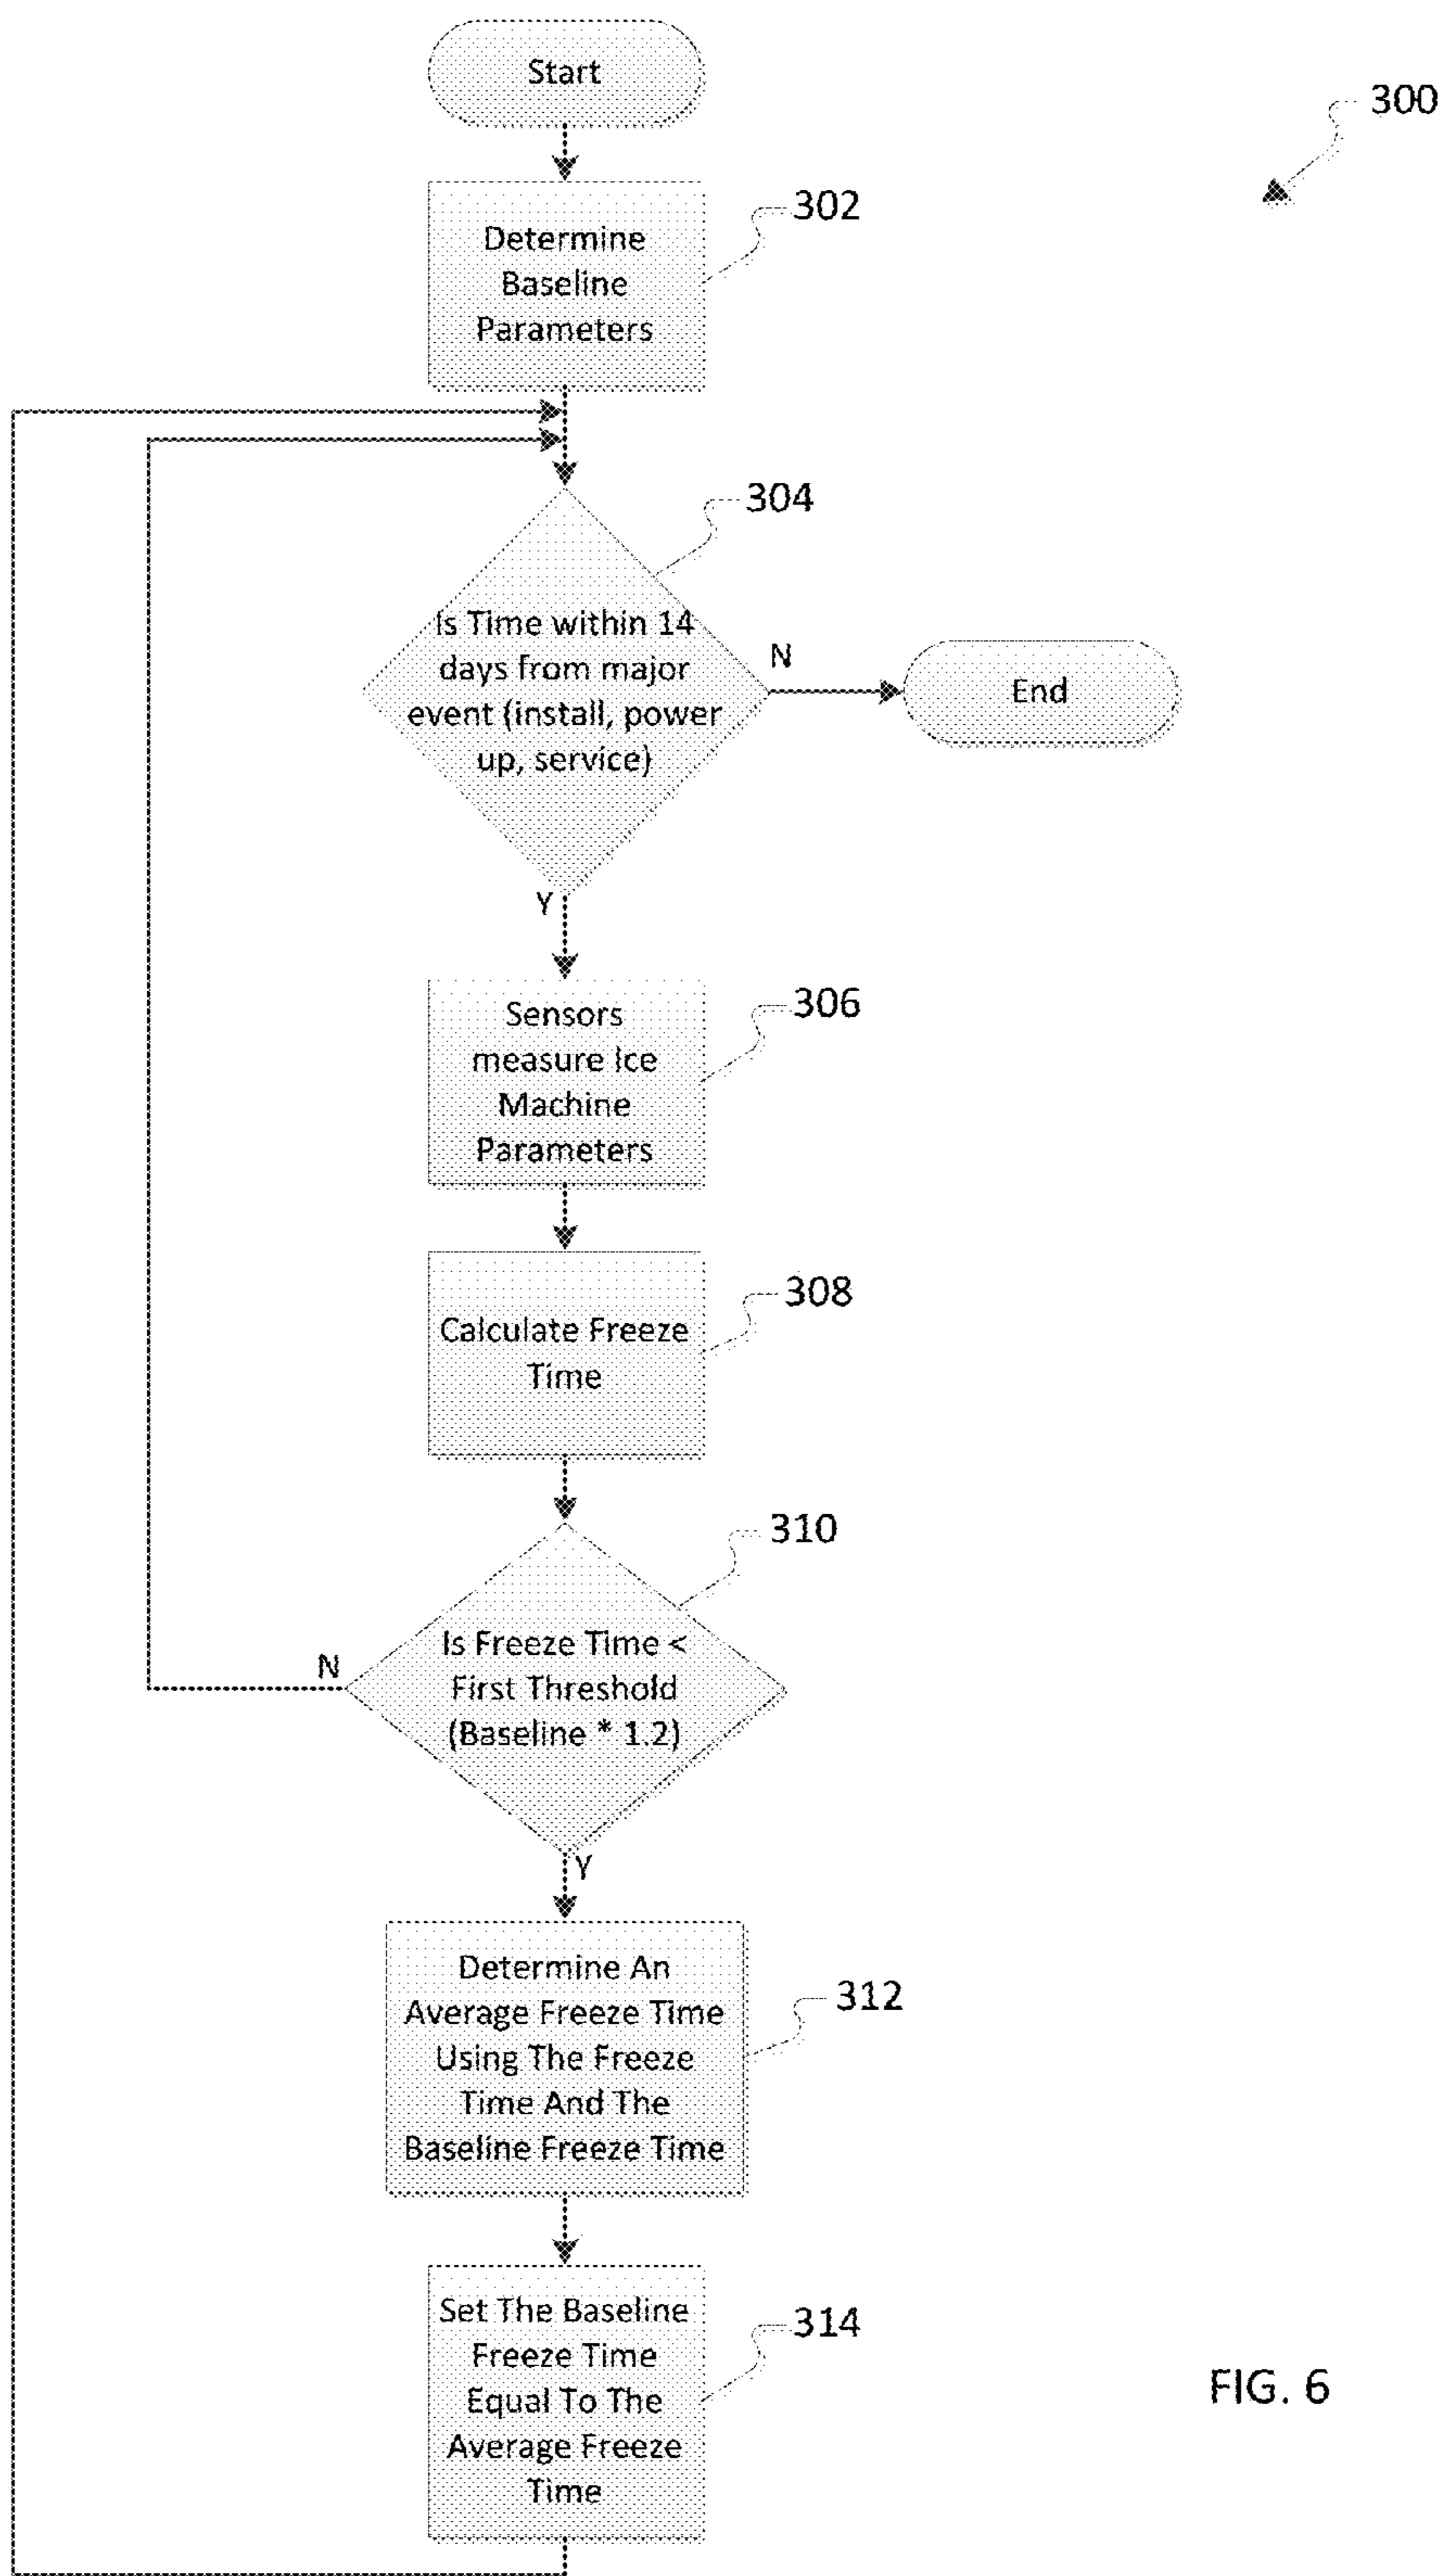 Start
300
302
Determine
Baseline
Parameters
304
Is Time within 14
days from major
event (install, power
up, service)
N
End
Y
306
Sensors
measure Ice
Machine
Parameters
308
Calculate Freeze
Time
310
Is Freeze Time <
First Threshold
(Baseline * 1.2)
N
Y
312
Determine An
Average Freeze Time
Using The Freeze
Time And The
Baseline Freeze Time
314
Set The Baseline
Freeze Time
Equal To The
Average Freeze
Time
FIG. 6